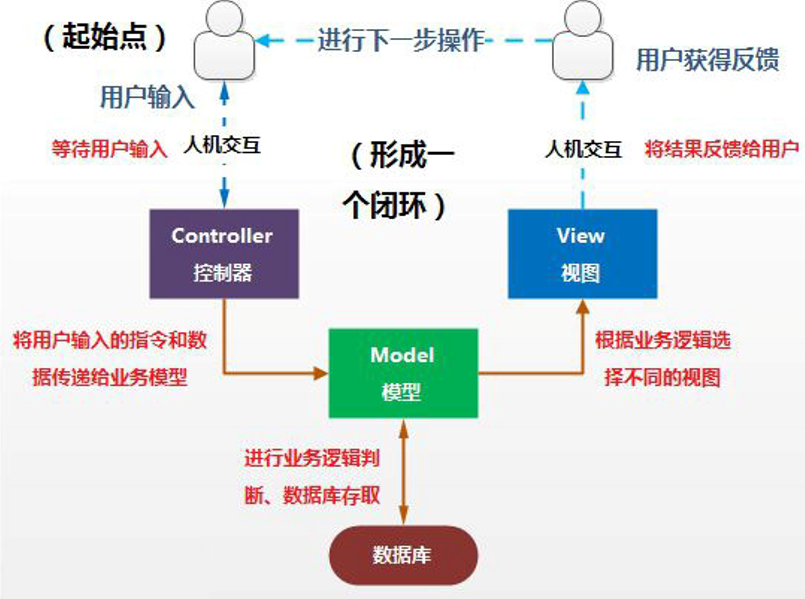 （起始点）
进行下一步操作
用户获得反馈
用户输入
等待用户输入
人机交互
（形成一
个闭环）
人机交互
将结果反馈给用户
Controller
控制器
View
视图
将用户输入的指令和数
据传递给业务模型
Model
模型
根据业务逻辑选
择不同的视图
进行业务逻辑判
断、数据库存取
数据库